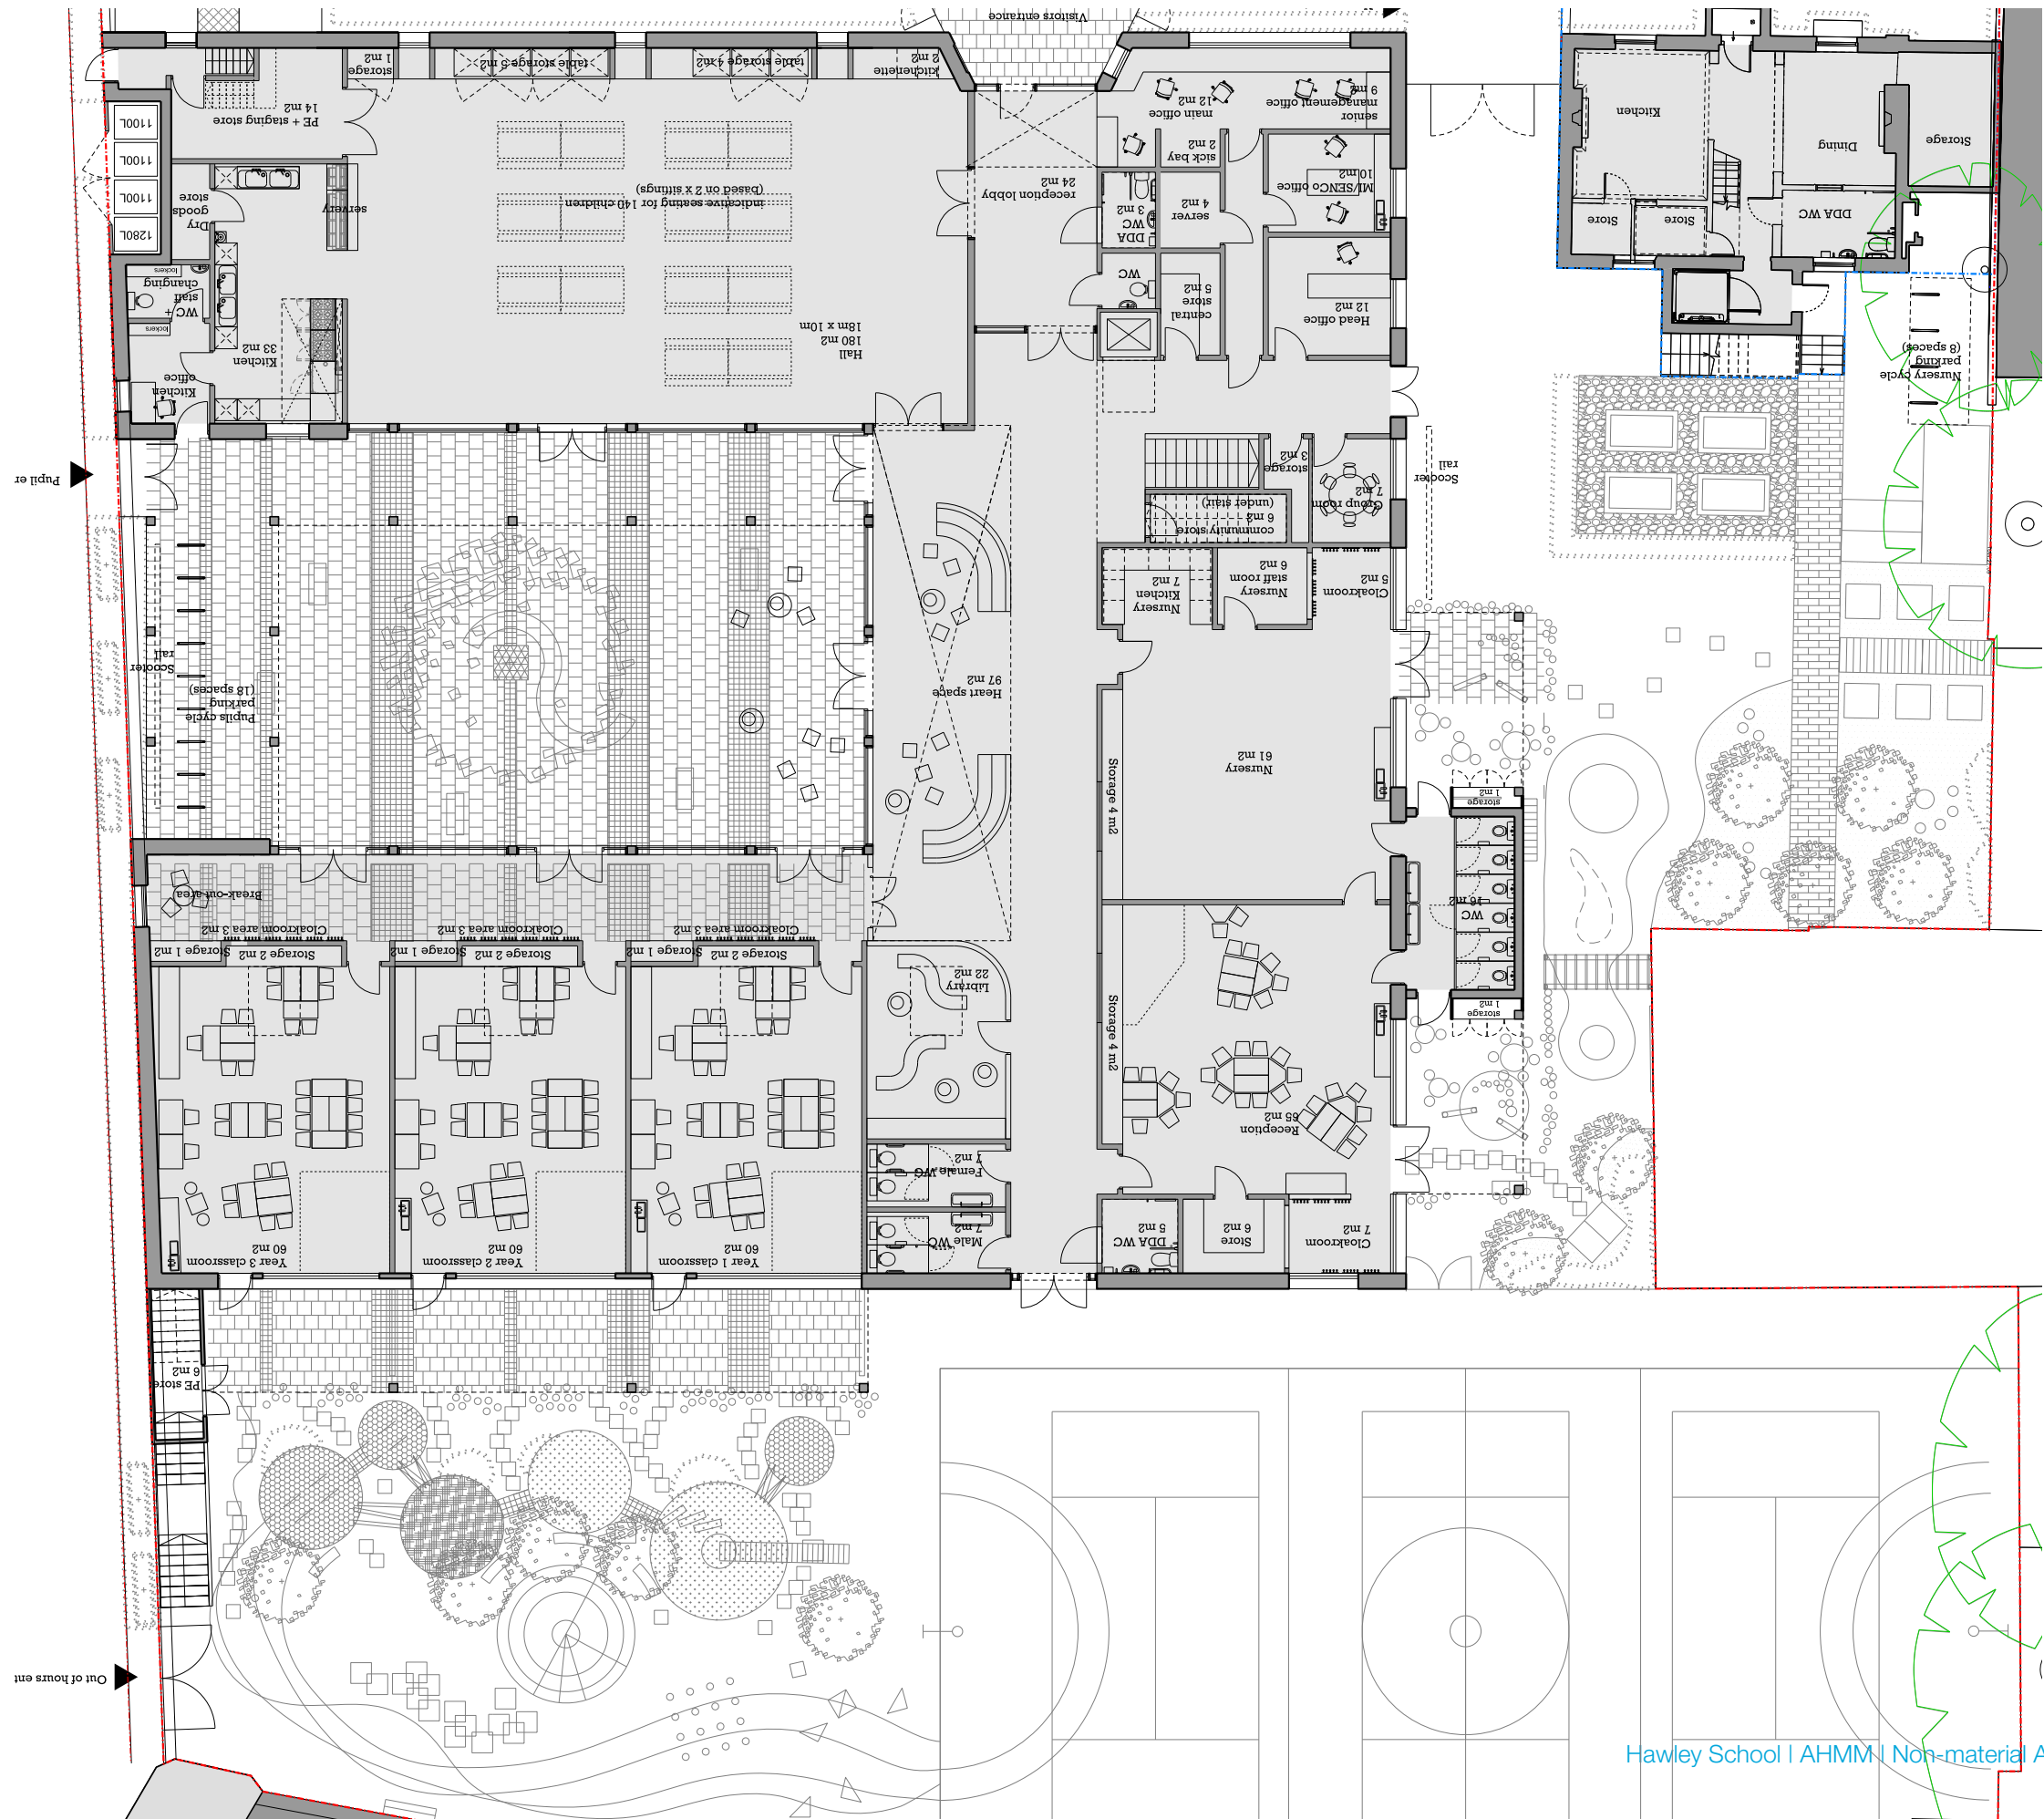 Visitors entrance
storage
1 m2
table storage 5 m2
table storage 4 m2
kitchenette
2 m2
PE + staging store
14 m2
1100L
1100L
1100L
1280L
Dry
goods
store
servery
indicative seating for 140 children
(based on 2 x sittings)
reception lobby
24 m2
main office
12 m2
senior
management office
9 m2
sick bay
2 m2
MI/SENCO office
10 m2
server
4 m2
DDA
WC
3 m2
WC
central
store
5 m2
Head office
12 m2
lockers
WC +
staff
changing
lockers
Kitchen
33 m2
Kitchen
office
Hall
180 m2
18m x 10m
Kitchen
Dining
Storage
Store
Store
DDA WC
Nursery cycle
parking
(8 spaces)
Pupil er
storage
3 m2
Group room
7 m2
Scooter
rail
community store
6 m2
(under stair)
Nursery
Kitchen
7 m2
Nursery
staff room
6 m2
Cloakroom
5 m2
Scooter
rail
Pupils cycle
parking
(18 spaces)
Heart space
97 m2
Nursery
61 m2
Storage 4 m2
storage
1 m2
WC
16 m2
storage
1 m2
Break-out area
Cloakroom area 3 m2
Cloakroom area 3 m2
Cloakroom area 3 m2
Storage 1 m2
Storage 2 m2
Storage 1 m2
Storage 2 m2
Storage 1 m2
Storage 2 m2
Library
22 m2
Storage 4 m2
Reception
65 m2
Female WC
7 m2
Male WC
7 m2
DDA WC
5 m2
Store
6 m2
Cloakroom
7 m2
Year 3 classroom
60 m2
Year 2 classroom
60 m2
Year 1 classroom
60 m2
PE store
6 m2
Out of hours ent
Hawley School | AHMM | Non-material A